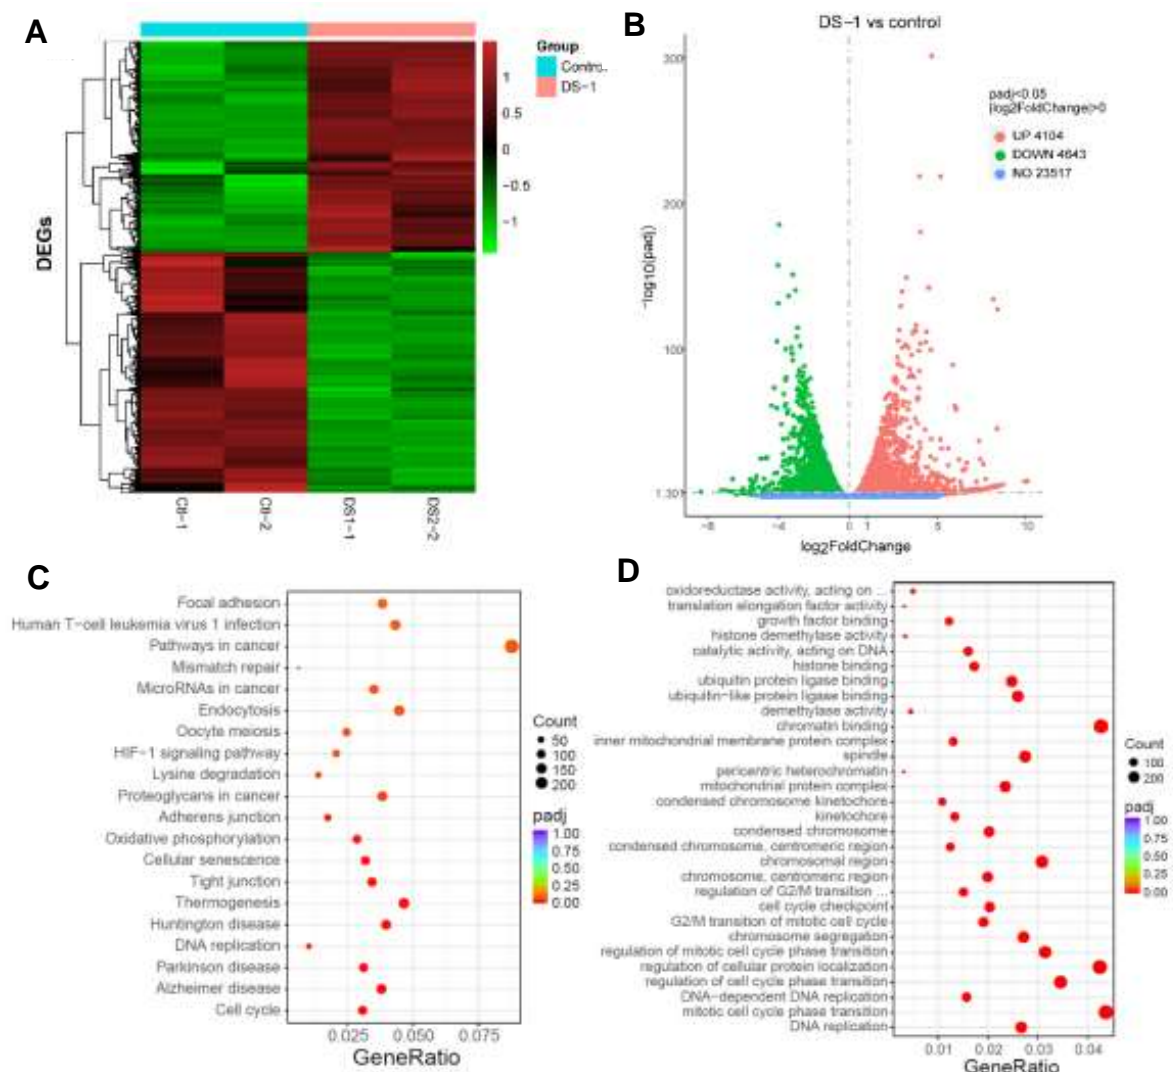 A
Group
Contro.
DS-1
1
0.5
0
-0.5
-1
DEGs
C8-1
C8-2
DS1-1
DS2-2
B
DS-1 vs control
300
200
100
1.301
-log10(padj)
padj<0.05
|log2FoldChange|>0
UP 4104
DOWN 4643
NO 23517
-8
-4
0
1
5
10
log2FoldChange
C
Focal adhesion
Human T-cell leukemia virus 1 infection
Pathways in cancer
Mismatch repair
MicroRNAs in cancer
Endocytosis
Oocyte meiosis
HIF-1 signaling pathway
Lysine degradation
Proteoglycans in cancer
Adherens junction
Oxidative phosphorylation
Cellular senescence
Tight junction
Thermogenesis
Huntington disease
DNA replication
Parkinson disease
Alzheimer disease
Cell cycle
0.025 0.050 0.075
GeneRatio
Count
50
100
150
200
padj
1.00
0.75
0.50
0.25
0.00
D
oxidoreductase activity, acting on ...
translation elongation factor activity
growth factor binding
histone demethylase activity
catalytic activity, acting on DNA
histone binding
ubiquitin protein ligase binding
ubiquitin-like protein ligase binding
demethylase activity
chromatin binding
inner mitochondrial membrane protein complex
spindle
pericentric heterochromatin
mitochondrial protein complex
condensed chromosome kinetochore
kinetochore
condensed chromosome
condensed chromosome, centromeric region
chromosomal region
chromosome, centromeric region
regulation of G2/M transition ...
cell cycle checkpoint
G2/M transition of mitotic cell cycle
chromosome segregation
regulation of mitotic cell cycle phase transition
regulation of cellular protein localization
regulation of cell cycle phase transition
DNA-dependent DNA replication
mitotic cell cycle phase transition
DNA replication
0.01 0.02 0.03 0.04
GeneRatio
Count
100
200
padj
1.00
0.75
0.50
0.25
0.00